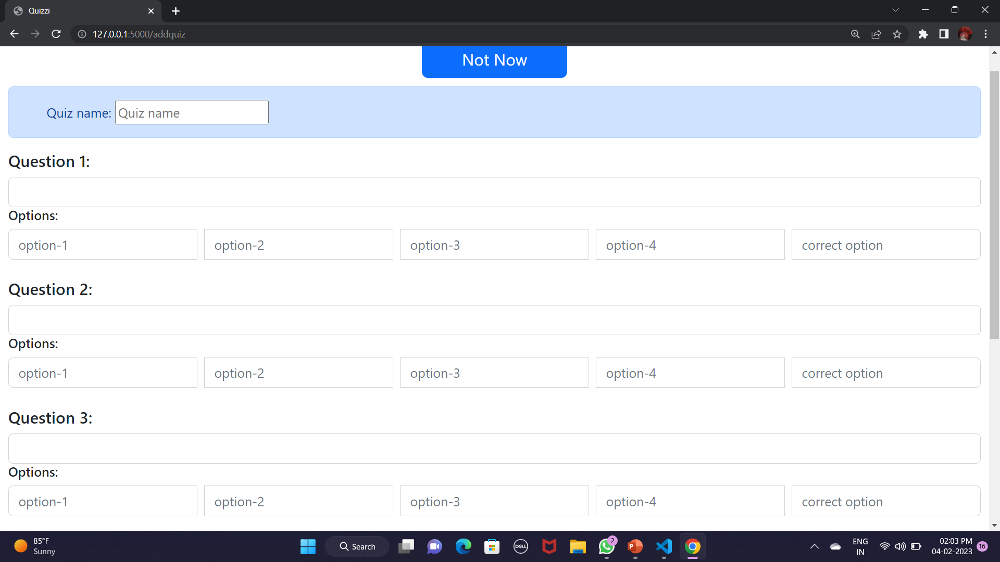 Quizzi
127.0.0.1:5000/addquiz
Not Now
Quiz name: Quiz name
Question 1:
Options:
option-1 option-2 option-3 option-4 correct option
Question 2:
Options:
option-1 option-2 option-3 option-4 correct option
Question 3:
Options:
option-1 option-2 option-3 option-4 correct option
85°F
Sunny
Search
DELL
2
P
ENG
IN
02:03 PM
04-02-2023
16